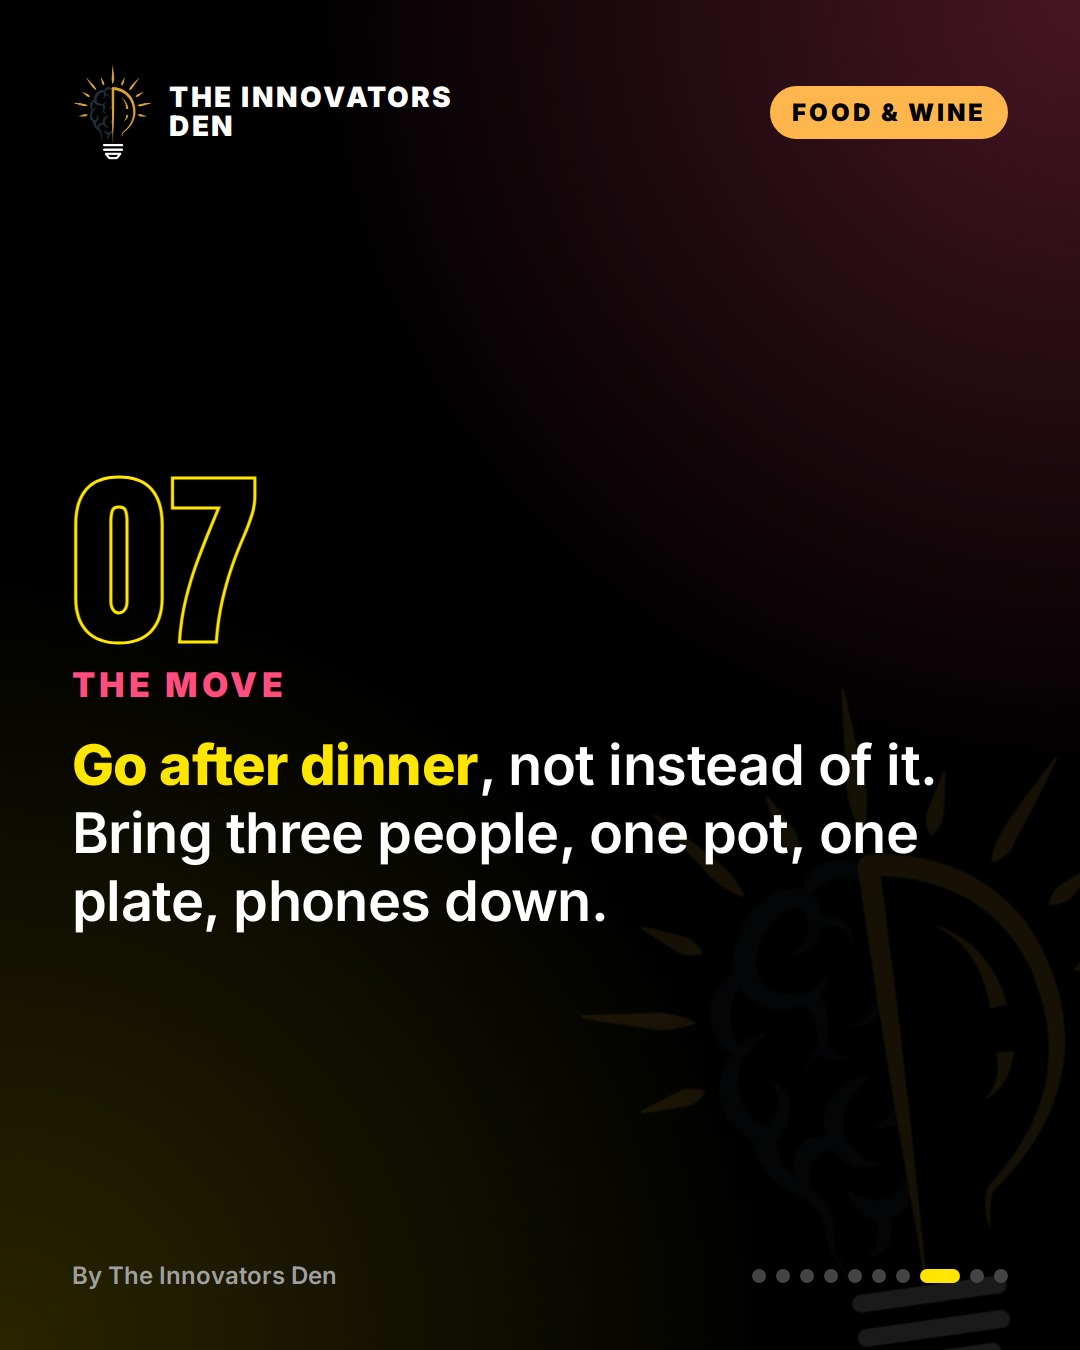 THE INNOVATORS
DEN
FOOD & WINE
07
THE MOVE
Go after dinner, not instead of it.
Bring three people, one pot, one
plate, phones down.
By The Innovators Den